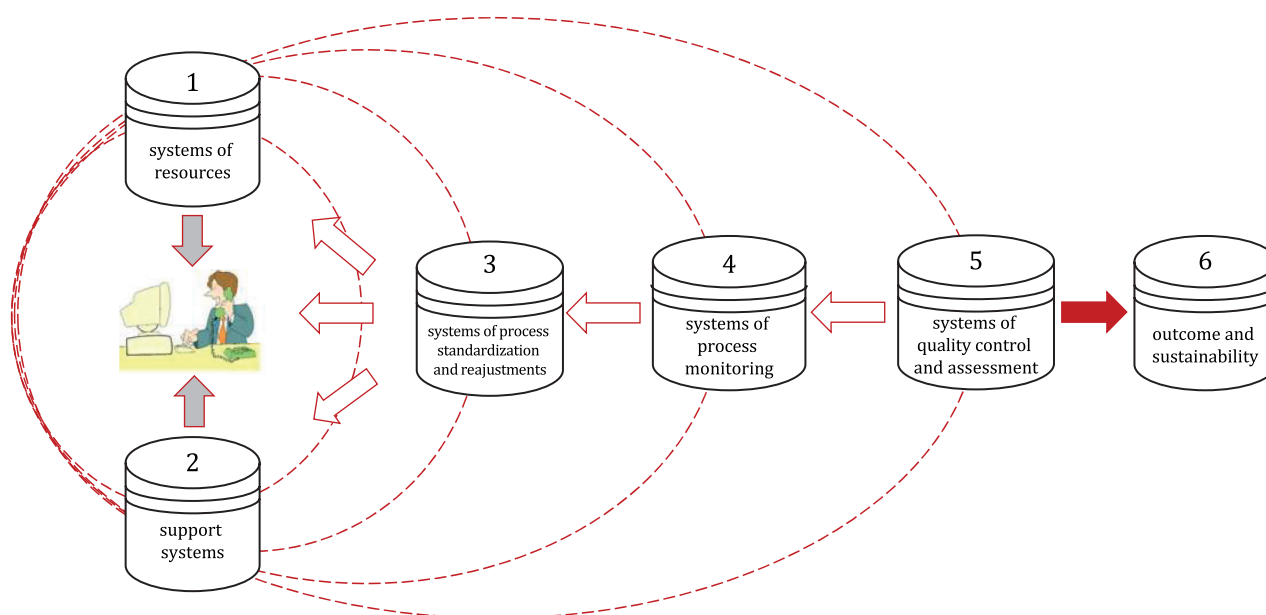 1
systems of
resources
2
support
systems
3
systems of process
standardization
and reajustments
4
systems of
process
monitoring
5
systems of
quality control
and assessment
6
outcome and
sustainability